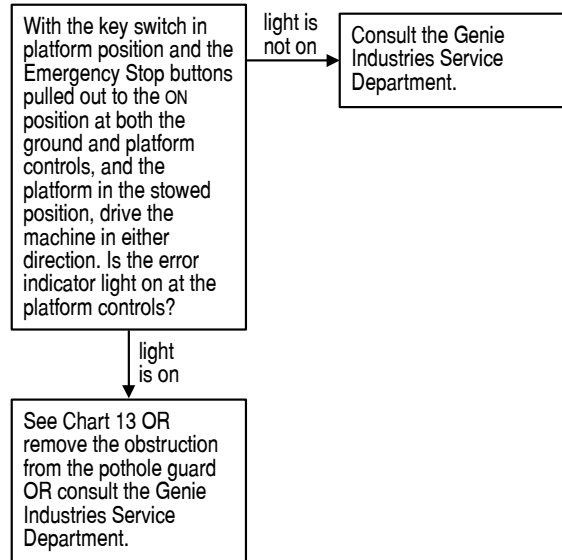 With the key switch in
platform position and the
Emergency Stop buttons
pulled out to the ON
position at both the
ground and platform
controls, and the
platform in the stowed
position, drive the
machine in either
direction. Is the error
indicator light on at the
platform controls?
light is
not on
Consult the Genie
Industries Service
Department.
light
is on
See Chart 13 OR
remove the obstruction
from the pothole guard
OR consult the Genie
Industries Service
Department.